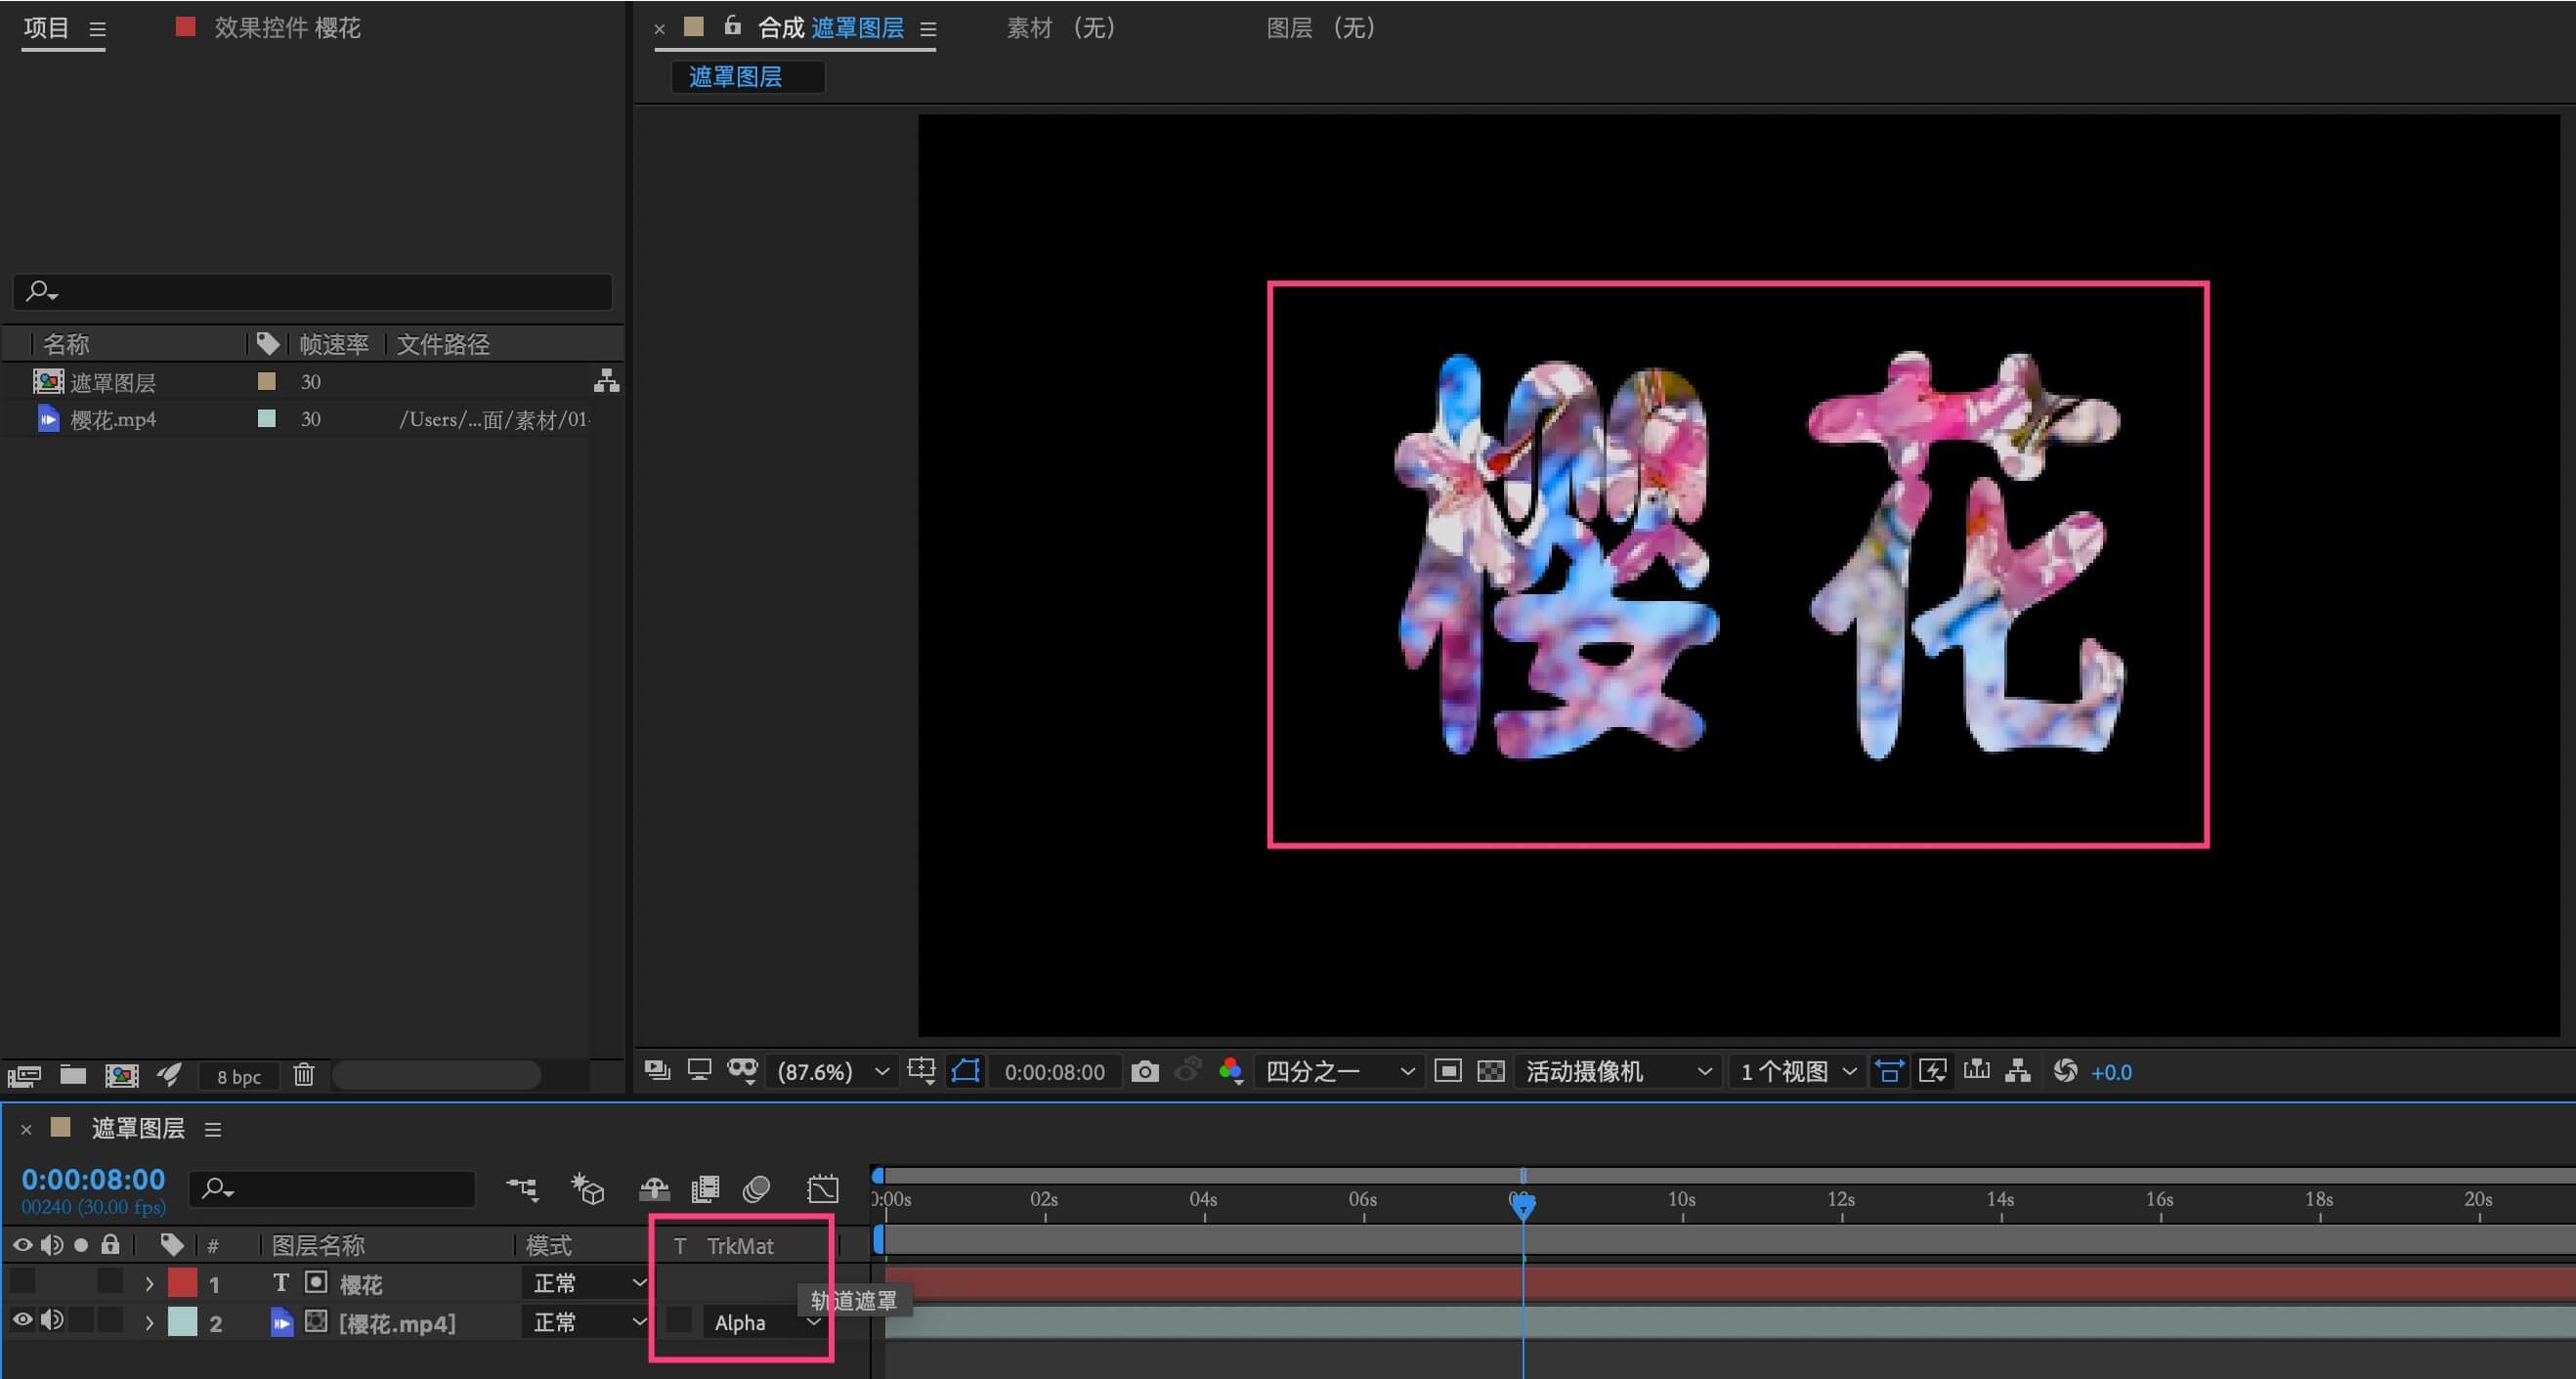 项目
效果控件 樱花
合成 遮罩图层
素材 (无)
图层 (无)
遮罩图层
名称
帧速率
文件路径
遮罩图层
30
樱花.mp4
30
/Users/...面/素材/01
樱花
8 bpc
(87.6%)
0:00:08:00
四分之一
活动摄像机
1 个视图
+0.0
遮罩图层
0:00:08:00
00240 (30.00 fps)
0:00s
02s
04s
06s
10s
12s
14s
16s
18s
20s
#
图层名称
模式
T TrkMat
1
T
樱花
正常
轨道遮罩
2
[樱花.mp4]
正常
Alpha